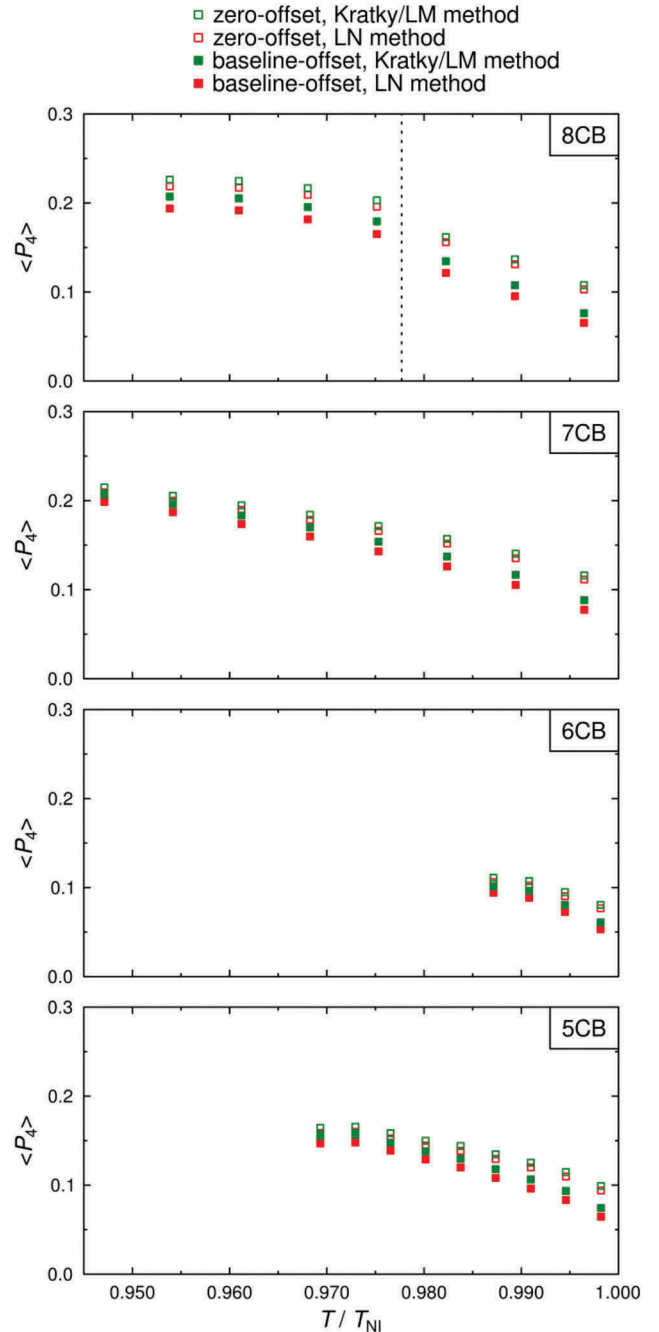 zero-offset, Kratky/LM method
zero-offset, LN method
baseline-offset, Kratky/LM method
baseline-offset, LN method
0.3
8CB
0.2
<P4>
0.1
0.0
0.3
7CB
0.2
<P4>
0.1
0.0
0.3
6CB
0.2
<P4>
0.1
0.0
0.3
5CB
0.2
<P4>
0.1
0.0
0.950 0.960 0.970 0.980 0.990 1.000
T / TNI